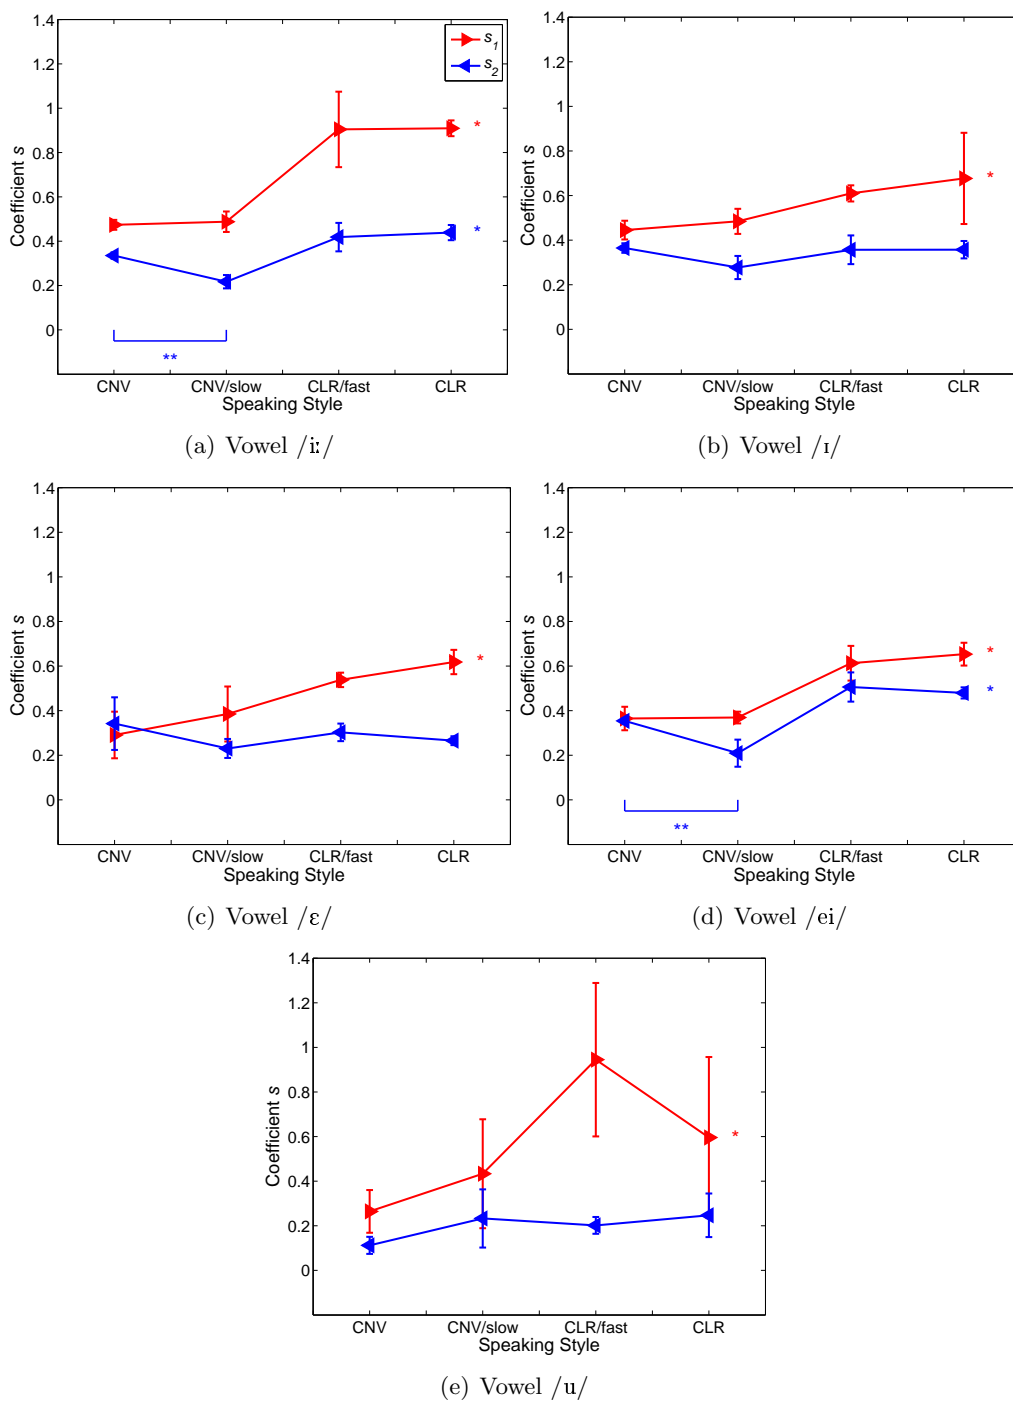 1.4
1.2
1
0.8
0.6
0.4
0.2
0
Coefficient s
s1
s2
*
*
**
CNV CNV/slow CLR/fast CLR
Speaking Style
(a) Vowel /iː/
1.4
1.2
1
0.8
0.6
0.4
0.2
0
Coefficient s
*
CNV CNV/slow CLR/fast CLR
Speaking Style
(b) Vowel /ɪ/
1.4
1.2
1
0.8
0.6
0.4
0.2
0
Coefficient s
*
CNV CNV/slow CLR/fast CLR
Speaking Style
(c) Vowel /ɛ/
1.4
1.2
1
0.8
0.6
0.4
0.2
0
Coefficient s
*
*
**
CNV CNV/slow CLR/fast CLR
Speaking Style
(d) Vowel /ei/
1.4
1.2
1
0.8
0.6
0.4
0.2
0
Coefficient s
*
CNV CNV/slow CLR/fast CLR
Speaking Style
(e) Vowel /u/